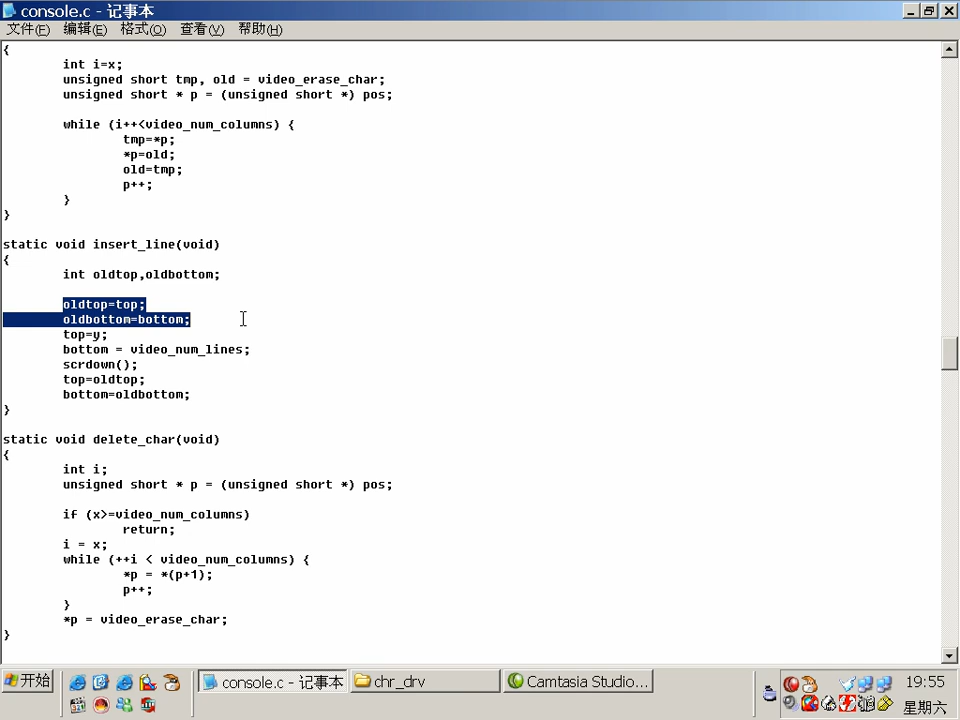 console.c - 记事本
文件(F) 编辑(E) 格式(O) 查看(V) 帮助(H)
{
int i=x;
unsigned short tmp, old = video_erase_char;
unsigned short * p = (unsigned short *) pos;
while (i++<video_num_columns) {
tmp=*p;
*p=old;
old=tmp;
p++;
}
}
static void insert_line(void)
{
int oldtop,oldbottom;
oldtop=top;
oldbottom=bottom;
top=y;
bottom = video_num_lines;
scrdown();
top=oldtop;
bottom=oldbottom;
}
static void delete_char(void)
{
int i;
unsigned short * p = (unsigned short *) pos;
if (x>=video_num_columns)
return;
i = x;
while (++i < video_num_columns) {
*p = *(p+1);
p++;
}
*p = video_erase_char;
}
开始 console.c - 记事本 chr_drv Camtasia Studio... 19:55
星期六